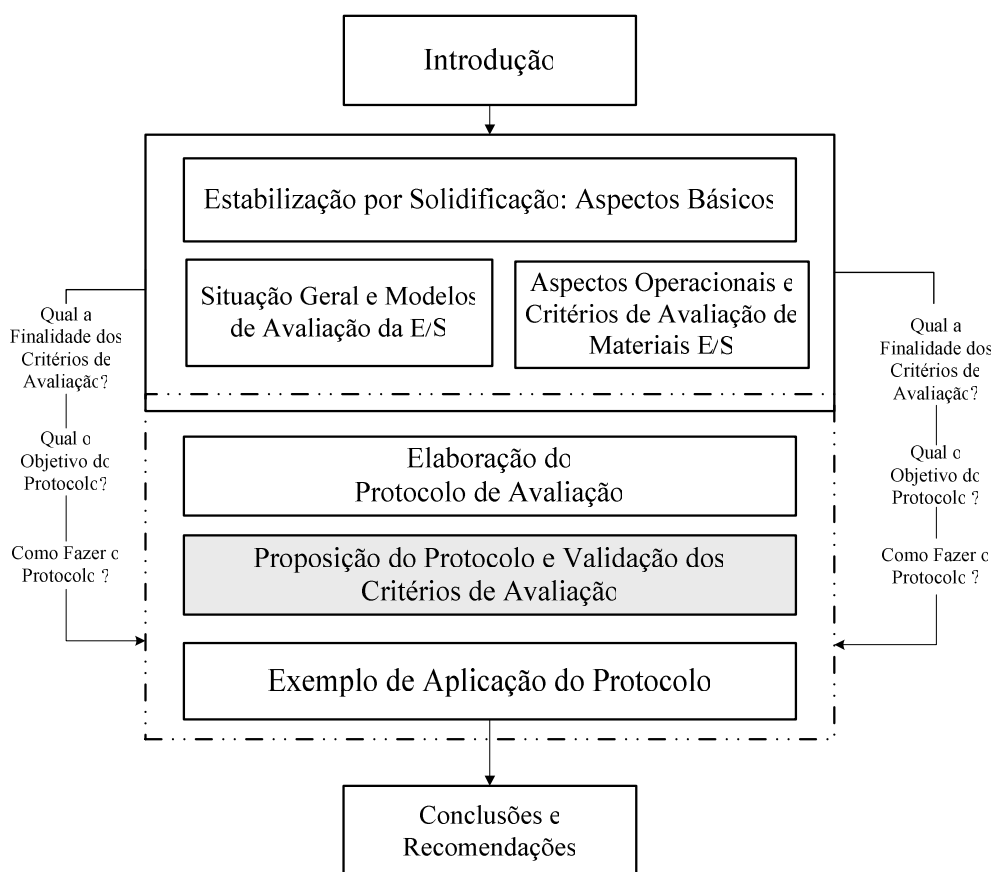 Introdução
Estabilização por Solidificação: Aspectos Básicos
Situação Geral e Modelos
de Avaliação da E/S
Aspectos Operacionais e
Critérios de Avaliação de
Materiais E/S
Qual a
Finalidade dos
Critérios de
Avaliação?
Qual o
Objetivo do
Protocolo?
Como Fazer o
Protocolo ?
Qual a
Finalidade dos
Critérios de
Avaliação?
Qual o
Objetivo do
Protocolo ?
Como Fazer o
Protocolo ?
Elaboração do
Protocolo de Avaliação
Proposição do Protocolo e Validação dos
Critérios de Avaliação
Exemplo de Aplicação do Protocolo
Conclusões e
Recomendações